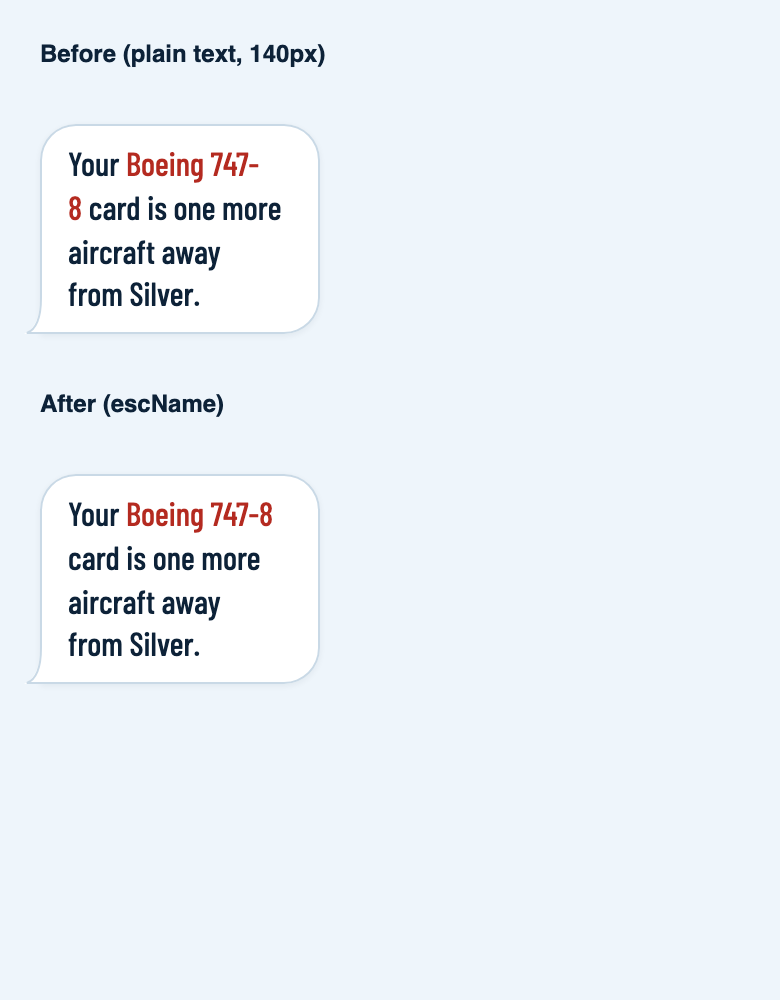 Before (plain text, 140px)
Your Boeing 747-
8 card is one more
aircraft away
from Silver.
After (escName)
Your Boeing 747-8
card is one more
aircraft away
from Silver.